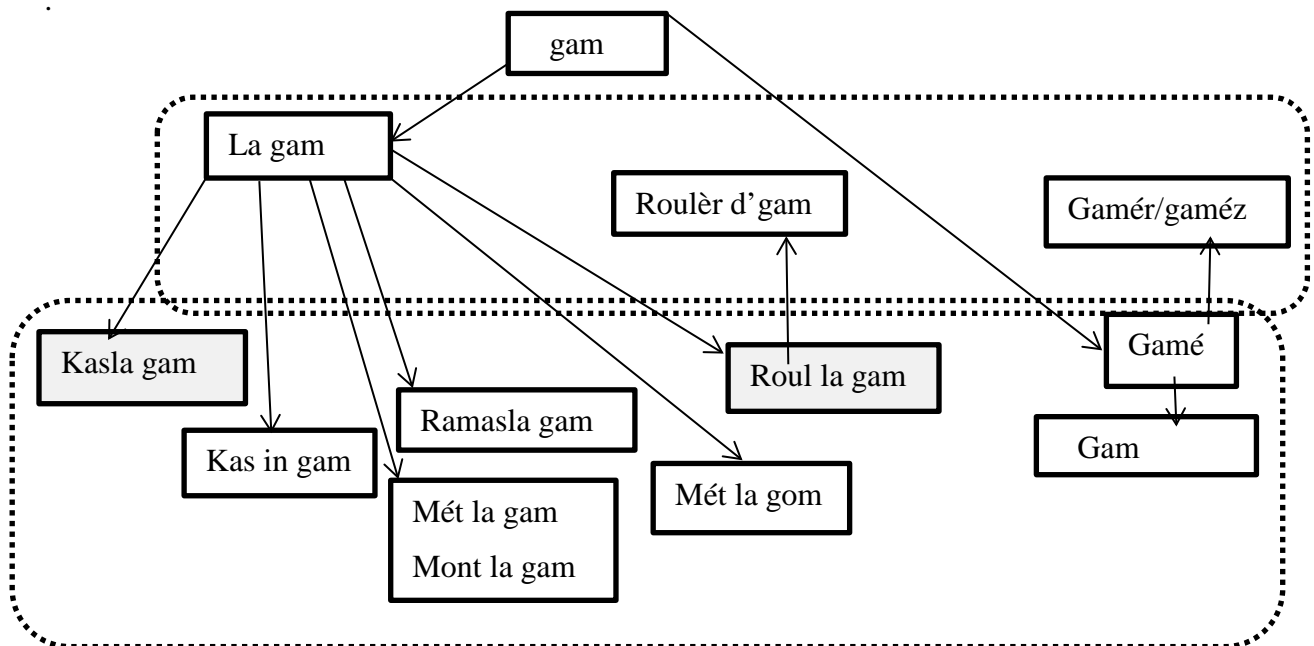 gam
La gam
Roulèr d’gam
Gamér/gaméz
Kasla gam
Roul la gam
Gamé
Ramasla gam
Kas in gam
Gam
Mét la gam
Mont la gam
Mét la gom